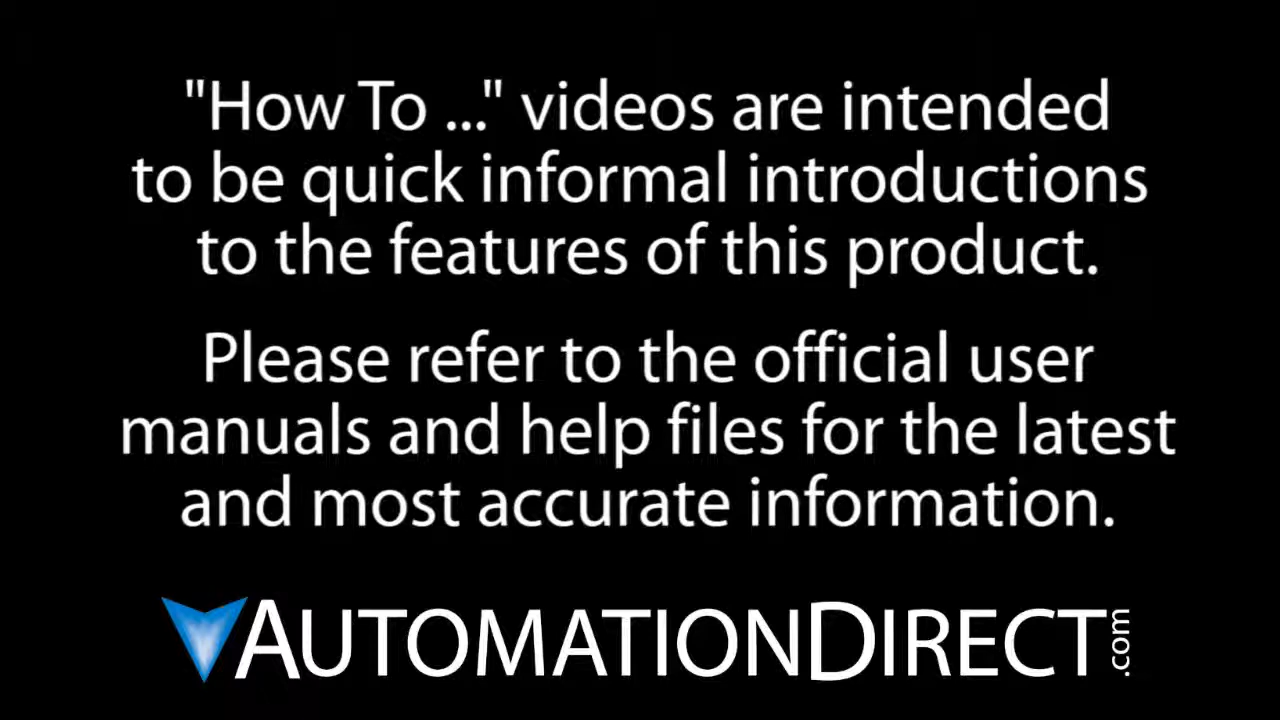 "How To ..." videos are intended
to be quick informal introductions
to the features of this product.
Please refer to the official user
manuals and help files for the latest
and most accurate information.
AUTOMATIONDIRECT.com